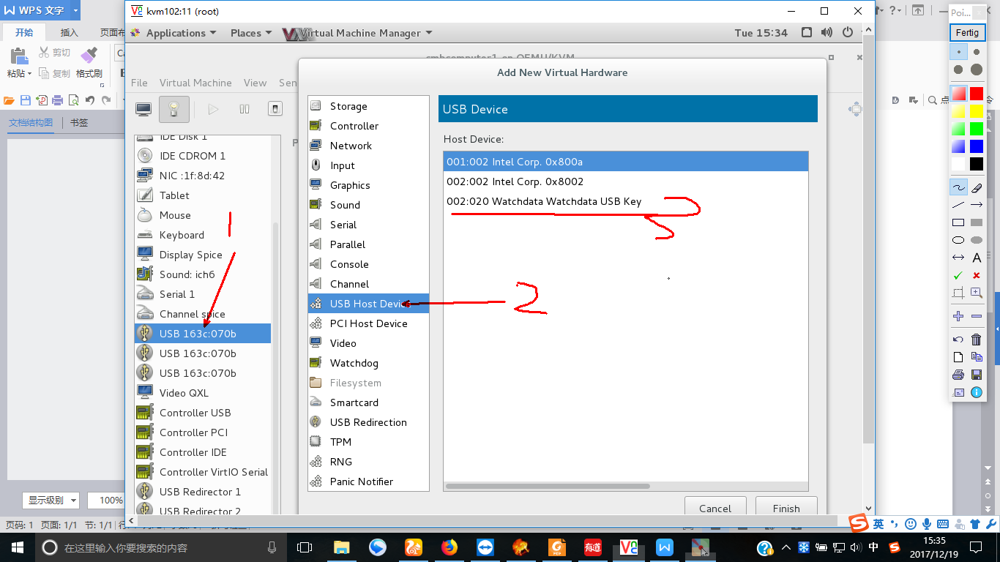 WPS 文字
开始
插入
页面布
剪切
粘贴
复制
格式刷
文档结构图
书签
显示级别
100%
页码: 1 页面: 1/1 节: 1/1
kvm102:11 (root)
Applications
Places
Virtual Machine Manager
Tue 15:34
File
Virtual Machine
View
Sen
IDE Disk 1
IDE CDROM 1
NIC :1f:8d:42
Tablet
Mouse
Keyboard
Display Spice
Sound: ich6
Serial 1
Channel spice
USB 163c:070b
USB 163c:070b
USB 163c:070b
Video QXL
Controller USB
Controller PCI
Controller IDE
Controller VirtIO Serial
USB Redirector 1
USB Redirector 2
1
Add New Virtual Hardware
Storage
Controller
Network
Input
Graphics
Sound
Serial
Parallel
Console
Channel
USB Host Devi
PCI Host Device
Video
Watchdog
Filesystem
Smartcard
USB Redirection
TPM
RNG
Panic Notifier
USB Device
Host Device:
001:002 Intel Corp. 0x800a
002:002 Intel Corp. 0x8002
002:020 Watchdata Watchdata USB Key
2
Cancel
Finish
Poi...
Fertig
A
在这里输入你要搜索的内容
有道
英
中
15:35
2017/12/19